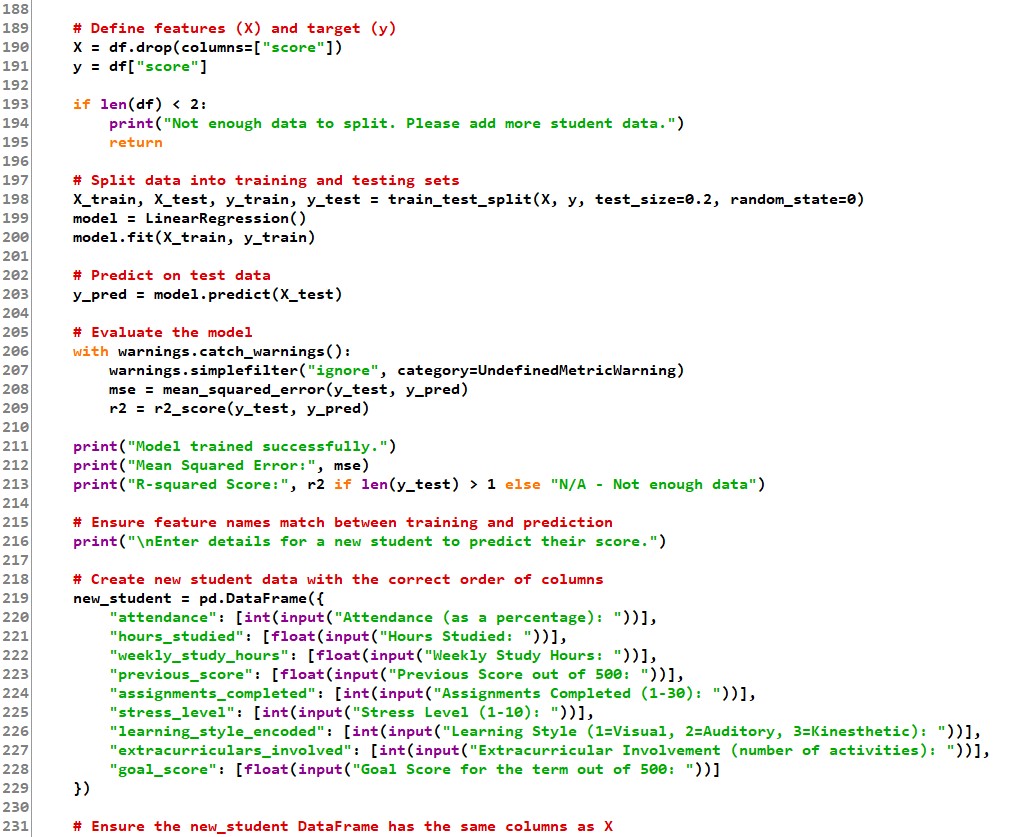 188
189     # Define features (X) and target (y)
190     X = df.drop(columns=["score"])
191     y = df["score"]
192
193     if len(df) < 2:
194         print("Not enough data to split. Please add more student data.")
195         return
196
197     # Split data into training and testing sets
198     X_train, X_test, y_train, y_test = train_test_split(X, y, test_size=0.2, random_state=0)
199     model = LinearRegression()
200     model.fit(X_train, y_train)
201
202     # Predict on test data
203     y_pred = model.predict(X_test)
204
205     # Evaluate the model
206     with warnings.catch_warnings():
207         warnings.simplefilter("ignore", category=UndefinedMetricWarning)
208         mse = mean_squared_error(y_test, y_pred)
209         r2 = r2_score(y_test, y_pred)
210
211     print("Model trained successfully.")
212     print("Mean Squared Error:", mse)
213     print("R-squared Score:", r2 if len(y_test) > 1 else "N/A - Not enough data")
214
215     # Ensure feature names match between training and prediction
216     print("\nEnter details for a new student to predict their score.")
217
218     # Create new student data with the correct order of columns
219     new_student = pd.DataFrame({
220         "attendance": [int(input("Attendance (as a percentage): "))],
221         "hours_studied": [float(input("Hours Studied: "))],
222         "weekly_study_hours": [float(input("Weekly Study Hours: "))],
223         "previous_score": [float(input("Previous Score out of 500: "))],
224         "assignments_completed": [int(input("Assignments Completed (1-30): "))],
225         "stress_level": [int(input("Stress Level (1-10): "))],
226         "learning_style_encoded": [int(input("Learning Style (1=Visual, 2=Auditory, 3=Kinesthetic): "))],
227         "extracurriculars_involved": [int(input("Extracurricular Involvement (number of activities): "))],
228         "goal_score": [float(input("Goal Score for the term out of 500: "))]
229     })
230
231     # Ensure the new_student DataFrame has the same columns as X